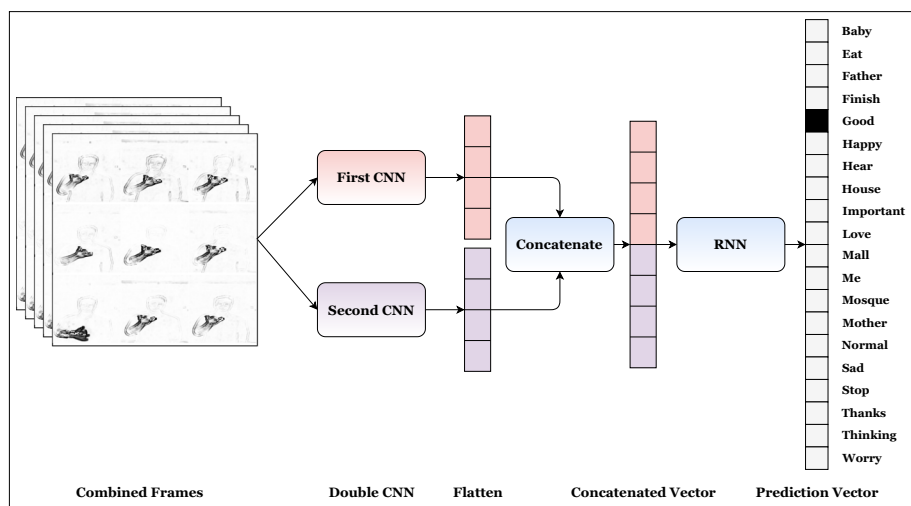 First CNN
Second CNN
Concatenate
RNN
Baby
Eat
Father
Finish
Good
Happy
Hear
House
Important
Love
Mall
Me
Mosque
Mother
Normal
Sad
Stop
Thanks
Thinking
Worry
Combined Frames
Double CNN
Flatten
Concatenated Vector
Prediction Vector